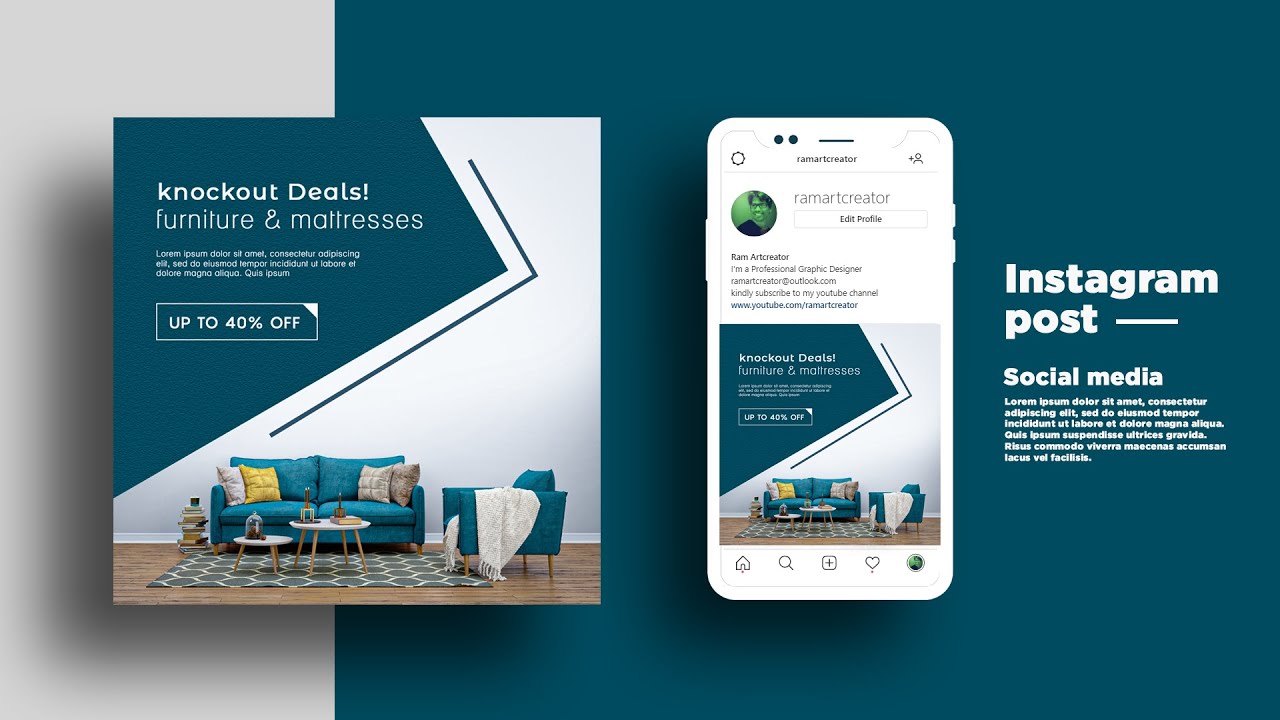 knockout Deals!
furniture & mattresses
Lorem ipsum dolor sit amet, consectetur adipiscing
elit, sed do eiusmod tempor incididunt ut labore et
dolore magna aliqua. Quis ipsum
UP TO 40% OFF
ramartcreator
ramartcreator
Edit Profile
Ram Artcreator
I'm a Professional Graphic Designer
ramartcreator@outlook.com
kindly subscribe to my youtube channel
www.youtube.com/ramartcreator
knockout Deals!
furniture & mattresses
Lorem ipsum dolor sit amet, consectetur adipiscing
elit, sed do eiusmod tempor incididunt ut labore et
dolore magna aliqua. Quis ipsum
UP TO 40% OFF
Instagram
post
Social media
Lorem ipsum dolor sit amet, consectetur
adipiscing elit, sed do eiusmod tempor
incididunt ut labore et dolore magna aliqua.
Quis ipsum suspendisse ultrices gravida.
Risus commodo viverra maecenas accumsan
lacus vel facilisis.